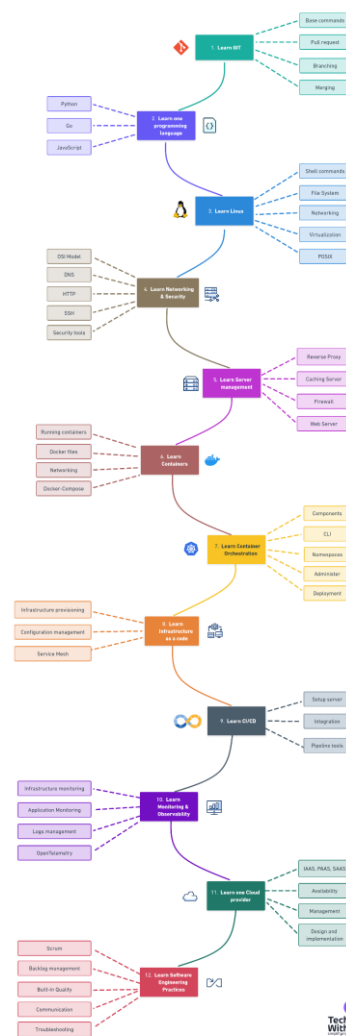 Base commands
Pull request
1. Learn GIT
Branching
Merging
Python
Go
JavaScript
2. Learn one
programming
language
Shell commands
File System
3. Learn Linux
Networking
Virtualization
POSIX
OSI Model
DNS
HTTP
SSH
Security tools
4. Learn Networking
& Security
Reverse Proxy
Caching Server
Firewall
Web Server
5. Learn Server
management
Running containers
Docker files
Networking
Docker-Compose
6. Learn
Containers
Components
CLI
Namespaces
Administer
Deployment
7. Learn Container
Orchestration
Infrastructure provisioning
Configuration management
Service Mesh
8. Learn
Infrastructure
as a code
Setup server
Integration
Pipeline tools
9. Learn CI/CD
Infrastructure monitoring
Application Monitoring
Logs management
OpenTelemetry
10. Learn
Monitoring &
Observability
IAAS, PAAS, SAAS
Availability
Management
Design and
implementation
11. Learn one Cloud
provider
Scrum
Backlog management
Built-In Quality
Communication
Troubleshooting
12. Learn Software
Engineering
Practices
Tech
With